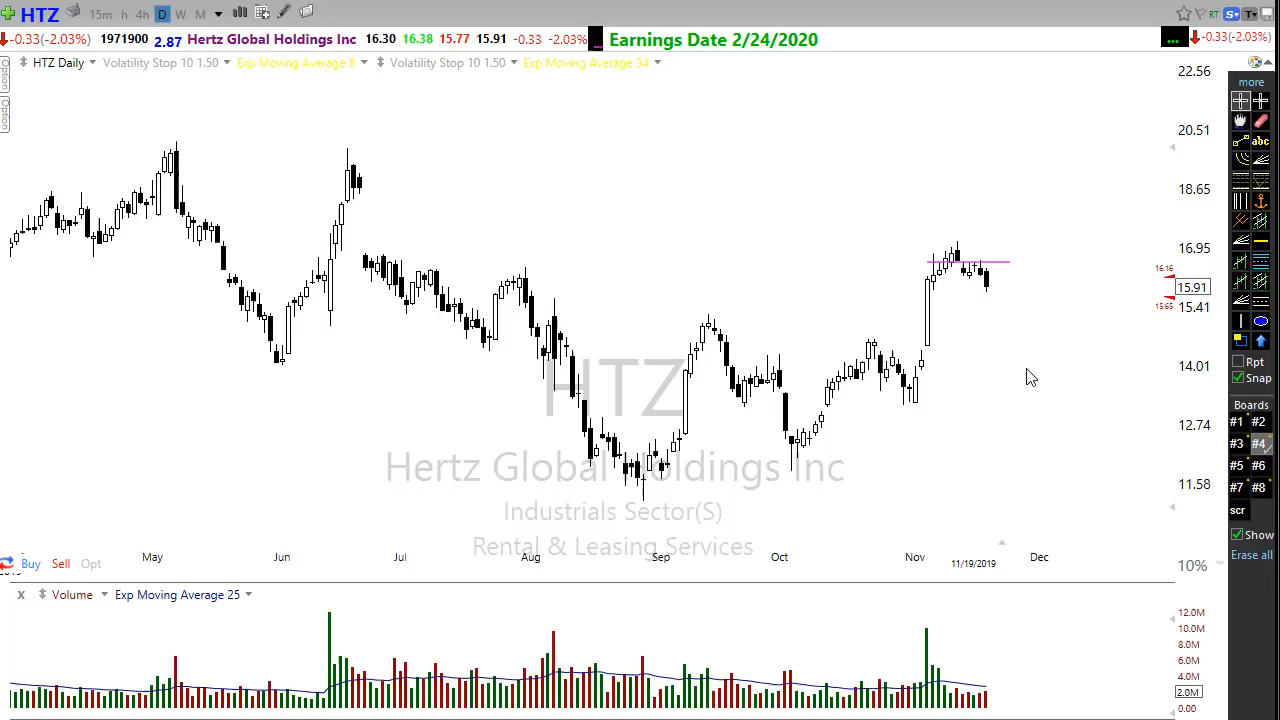 HTZ 15m h 4h D W M RT S T
-0.33(-2.03%) 1971900 2.87 Hertz Global Holdings Inc 16.30 16.38 15.77 15.91 -0.33 -2.03% ... Earnings Date 2/24/2020 ... -0.33(-2.03%)
HTZ Daily Volatility Stop 10 1.50 Exp Moving Average 8 Volatility Stop 10 1.50 Exp Moving Average 34
Option
Option
22.56
20.51
18.65
16.95
16.16
15.91
15.65
15.41
14.01
12.74
11.58
10%
HTZ
Hertz Global Holdings Inc
Industrials Sector(S)
Rental & Leasing Services
May Jun Jul Aug Sep Oct Nov Dec
11/19/2019
Buy Sell Opt
x Volume Exp Moving Average 25
12.0M
10.0M
8.0M
6.0M
4.0M
2.0M
0.00
more
abc
Rpt
Snap
Boards
#1 #2
#3 #4
#5 #6
#7 #8
scr
Show
Erase all